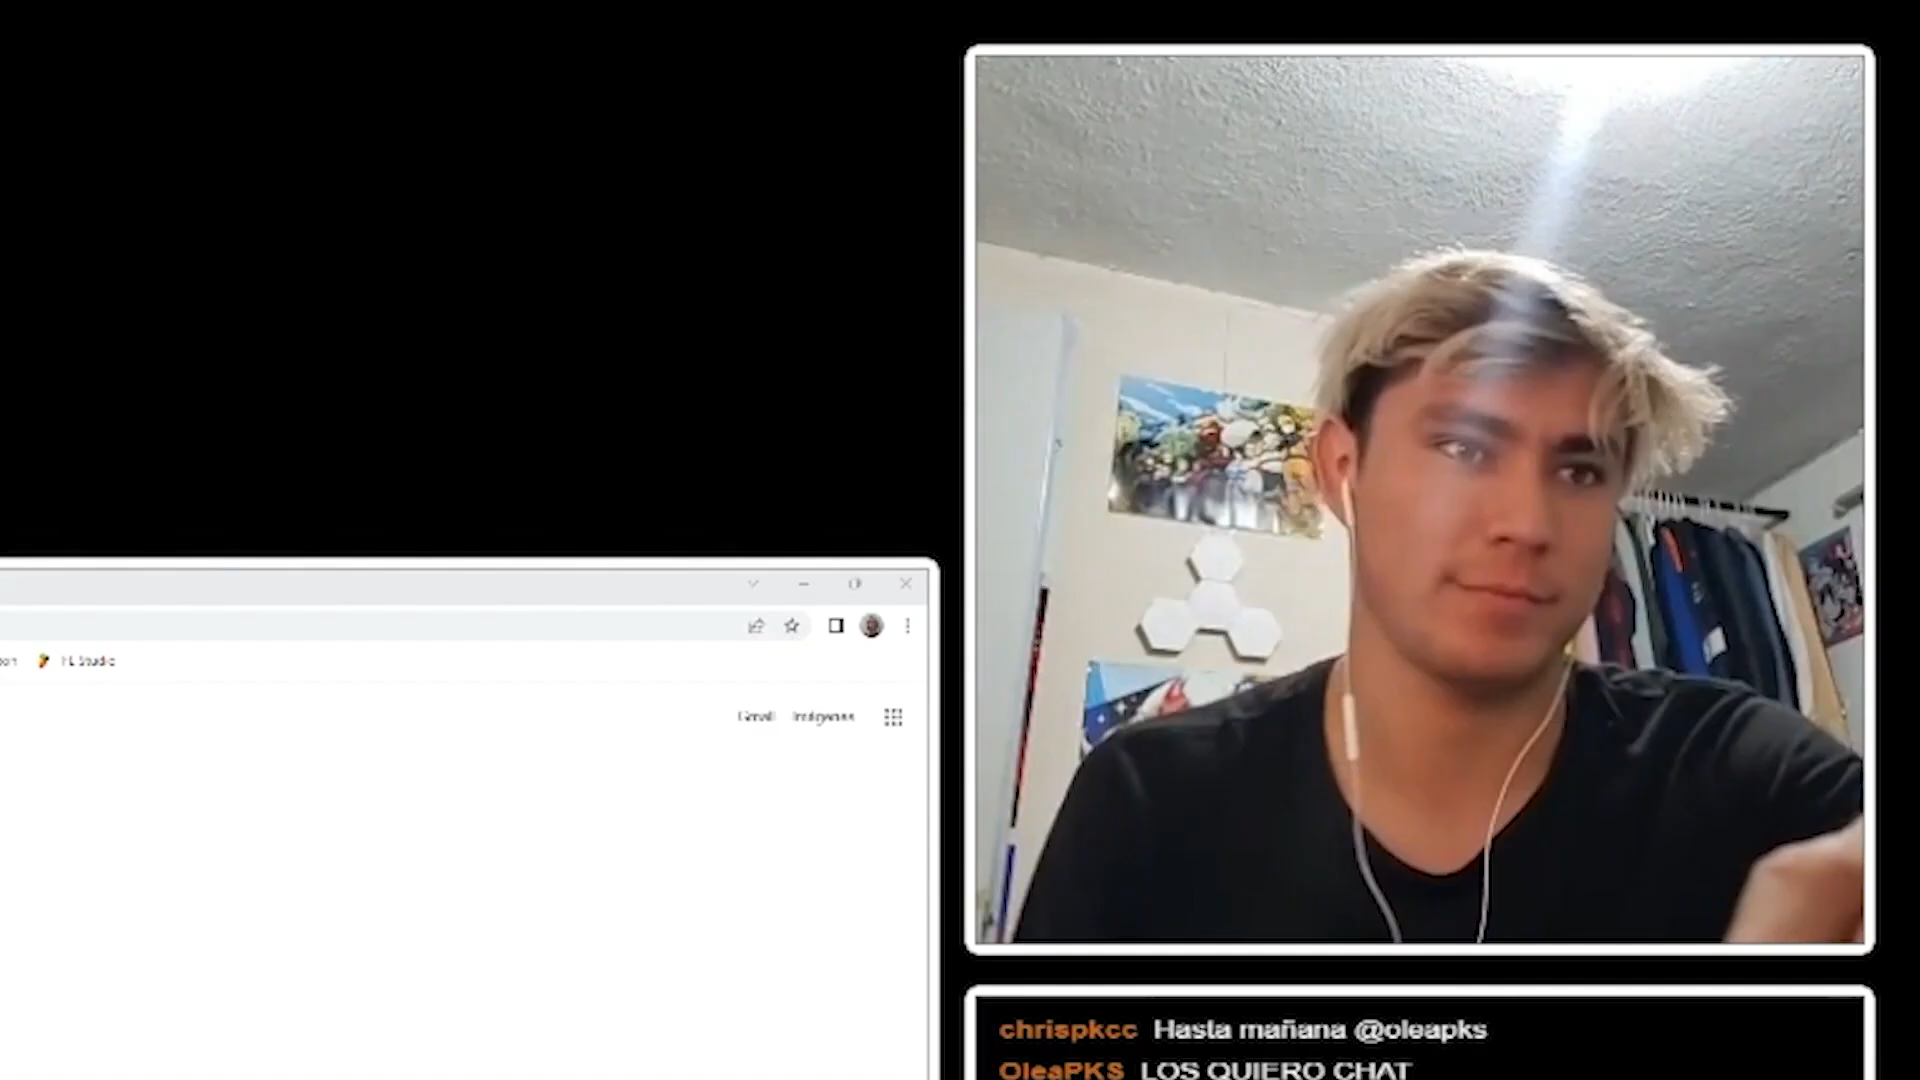 FL Studio
Gmail Imágenes
chrispkcc Hasta mañana @oleapks
OleaPKS LOS QUIERO CHAT